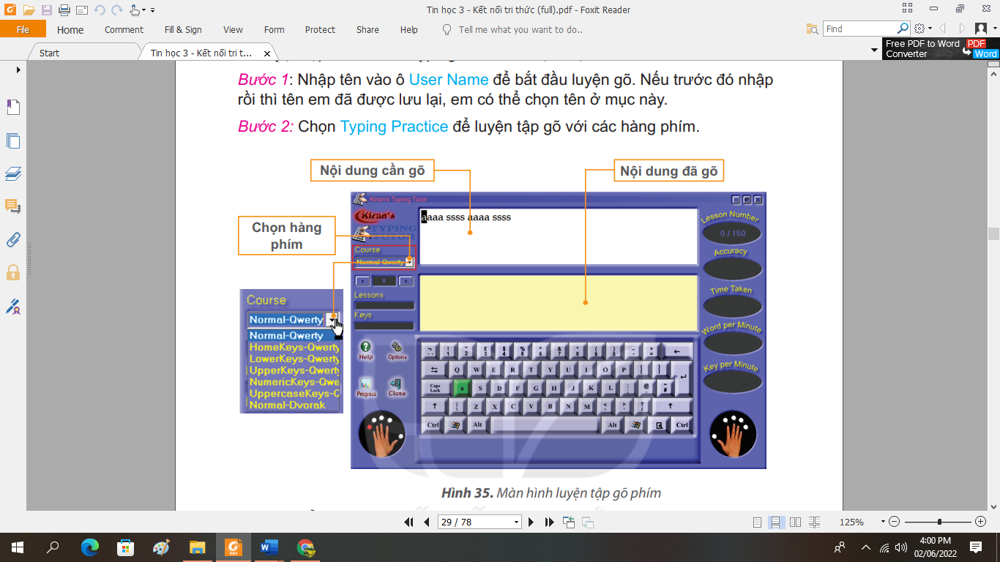 Tin học 3 - Kết nối tri thức (full).pdf - Foxit Reader
File Home Comment Fill & Sign View Form Protect Share Help Tell me what you want to do.. Find
Start Tin học 3 - Kết nối tri t... Free PDF to Word Converter PDF Word
Bước 1: Nhập tên vào ô User Name để bắt đầu luyện gõ. Nếu trước đó nhập
rồi thì tên em đã được lưu lại, em có thể chọn tên ở mục này.
Bước 2: Chọn Typing Practice để luyện tập gõ với các hàng phím.
Nội dung cần gõ
Nội dung đã gõ
Chọn hàng
phím
Kiran's Typing Tutor
Kiran's
TYPING
TUTOR
aaaa ssss aaaa ssss
Course
Normal-Qwerty
< 0 >
Lessons
Keys
Help Options
Progress Close
Lesson Number
0 / 150
Accuracy
Time Taken
Word per Minute
Key per Minute
Course
Normal-Qwerty
Normal-Qwerty
HomeKeys-Qwerty
LowerKeys-Qwerty
UpperKeys-Qwerty
NumericKeys-Qwe
UppercaseKeys-Q
Normal-Dvorak
Q W E R T Y U I O P
Caps Lock a S D F G H J K L
Z X C V B N M
Ctrl Alt Alt Ctrl
Hình 35. Màn hình luyện tập gõ phím
29 / 78
125%
4:00 PM
02/06/2022